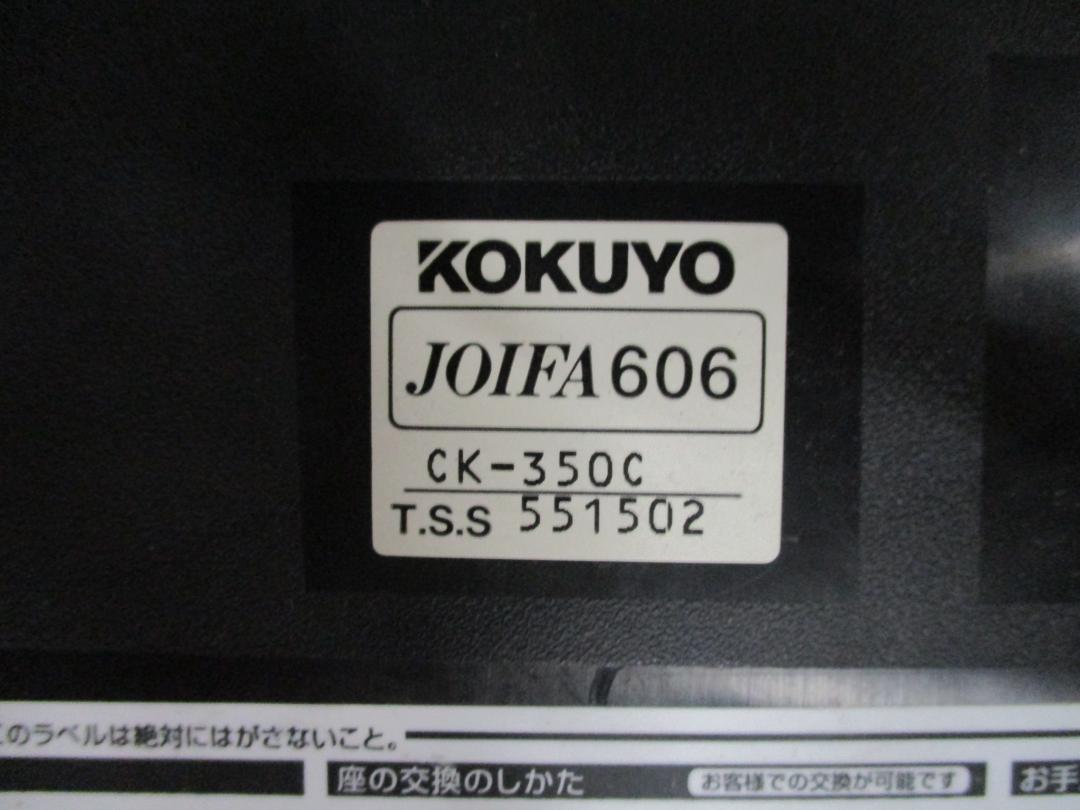 KOKUYO
JOIFA 606
CK-350C
T.S.S 551502
このラベルは絶対にはがさないこと。
座の交換のしかた
お客様での交換が可能です
お手